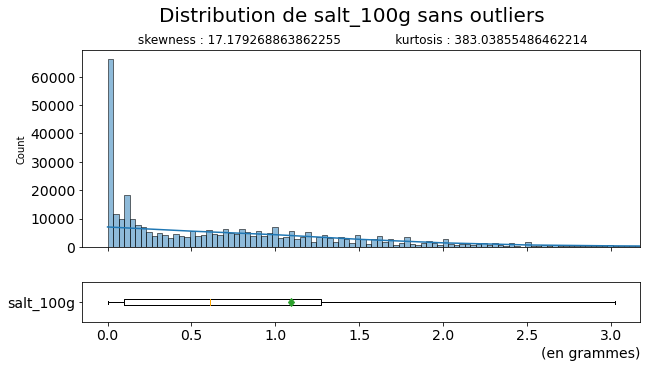 Distribution de salt_100g sans outliers
skewness : 17.179268863862255 kurtosis : 383.03855486462214
Count
60000
50000
40000
30000
20000
10000
0
salt_100g
0.0 0.5 1.0 1.5 2.0 2.5 3.0
(en grammes)